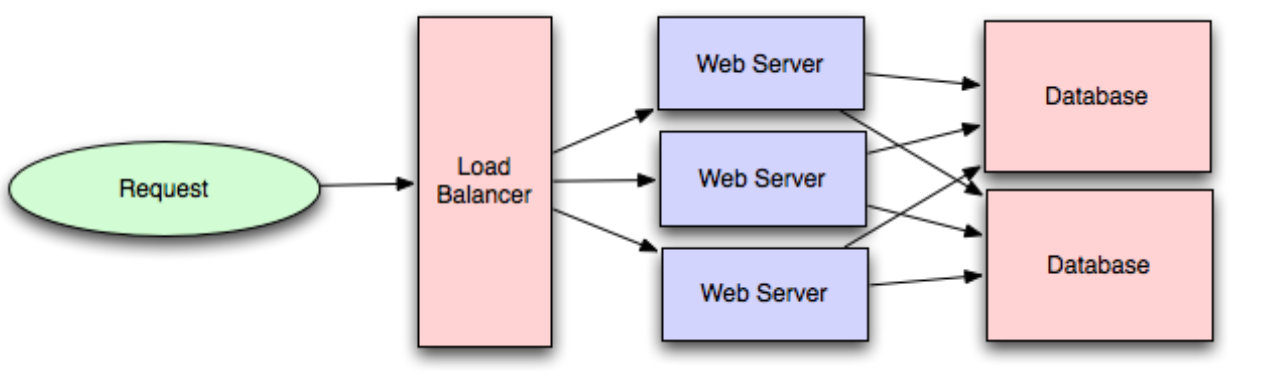 Request
Load
Balancer
Web Server
Web Server
Web Server
Database
Database